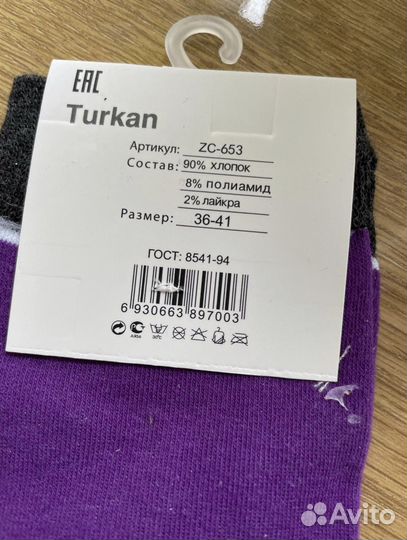 EAC
Turkan
Артикул: ZC-653
Состав: 90% хлопок
8% полиамид
2% лайкра
Размер: 36-41
ГОСТ: 8541-94
6 930663 897003
30°C
Avito